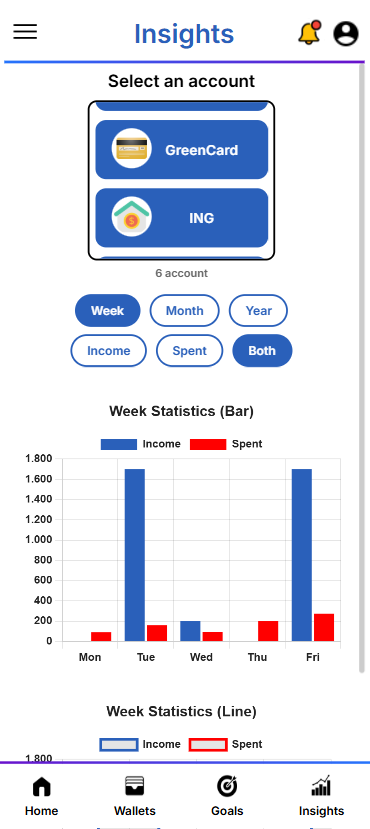 Insights
Select an account
GreenCard
ING
6 account
Week Month Year
Income Spent Both
Week Statistics (Bar)
Income Spent
1.800
1.600
1.400
1.200
1.000
800
600
400
200
0
Mon Tue Wed Thu Fri
Week Statistics (Line)
Income Spent
1.800
Home Wallets Goals Insights